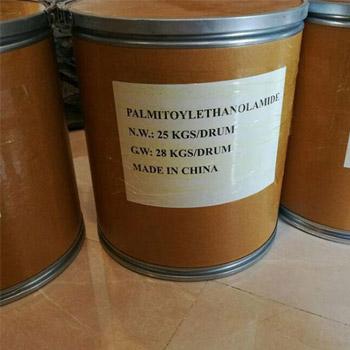 PALMITOYLETHANOLAMIDE
N.W.: 25 KGS/DRUM
G.W: 28 KGS/DRUM
MADE IN CHINA